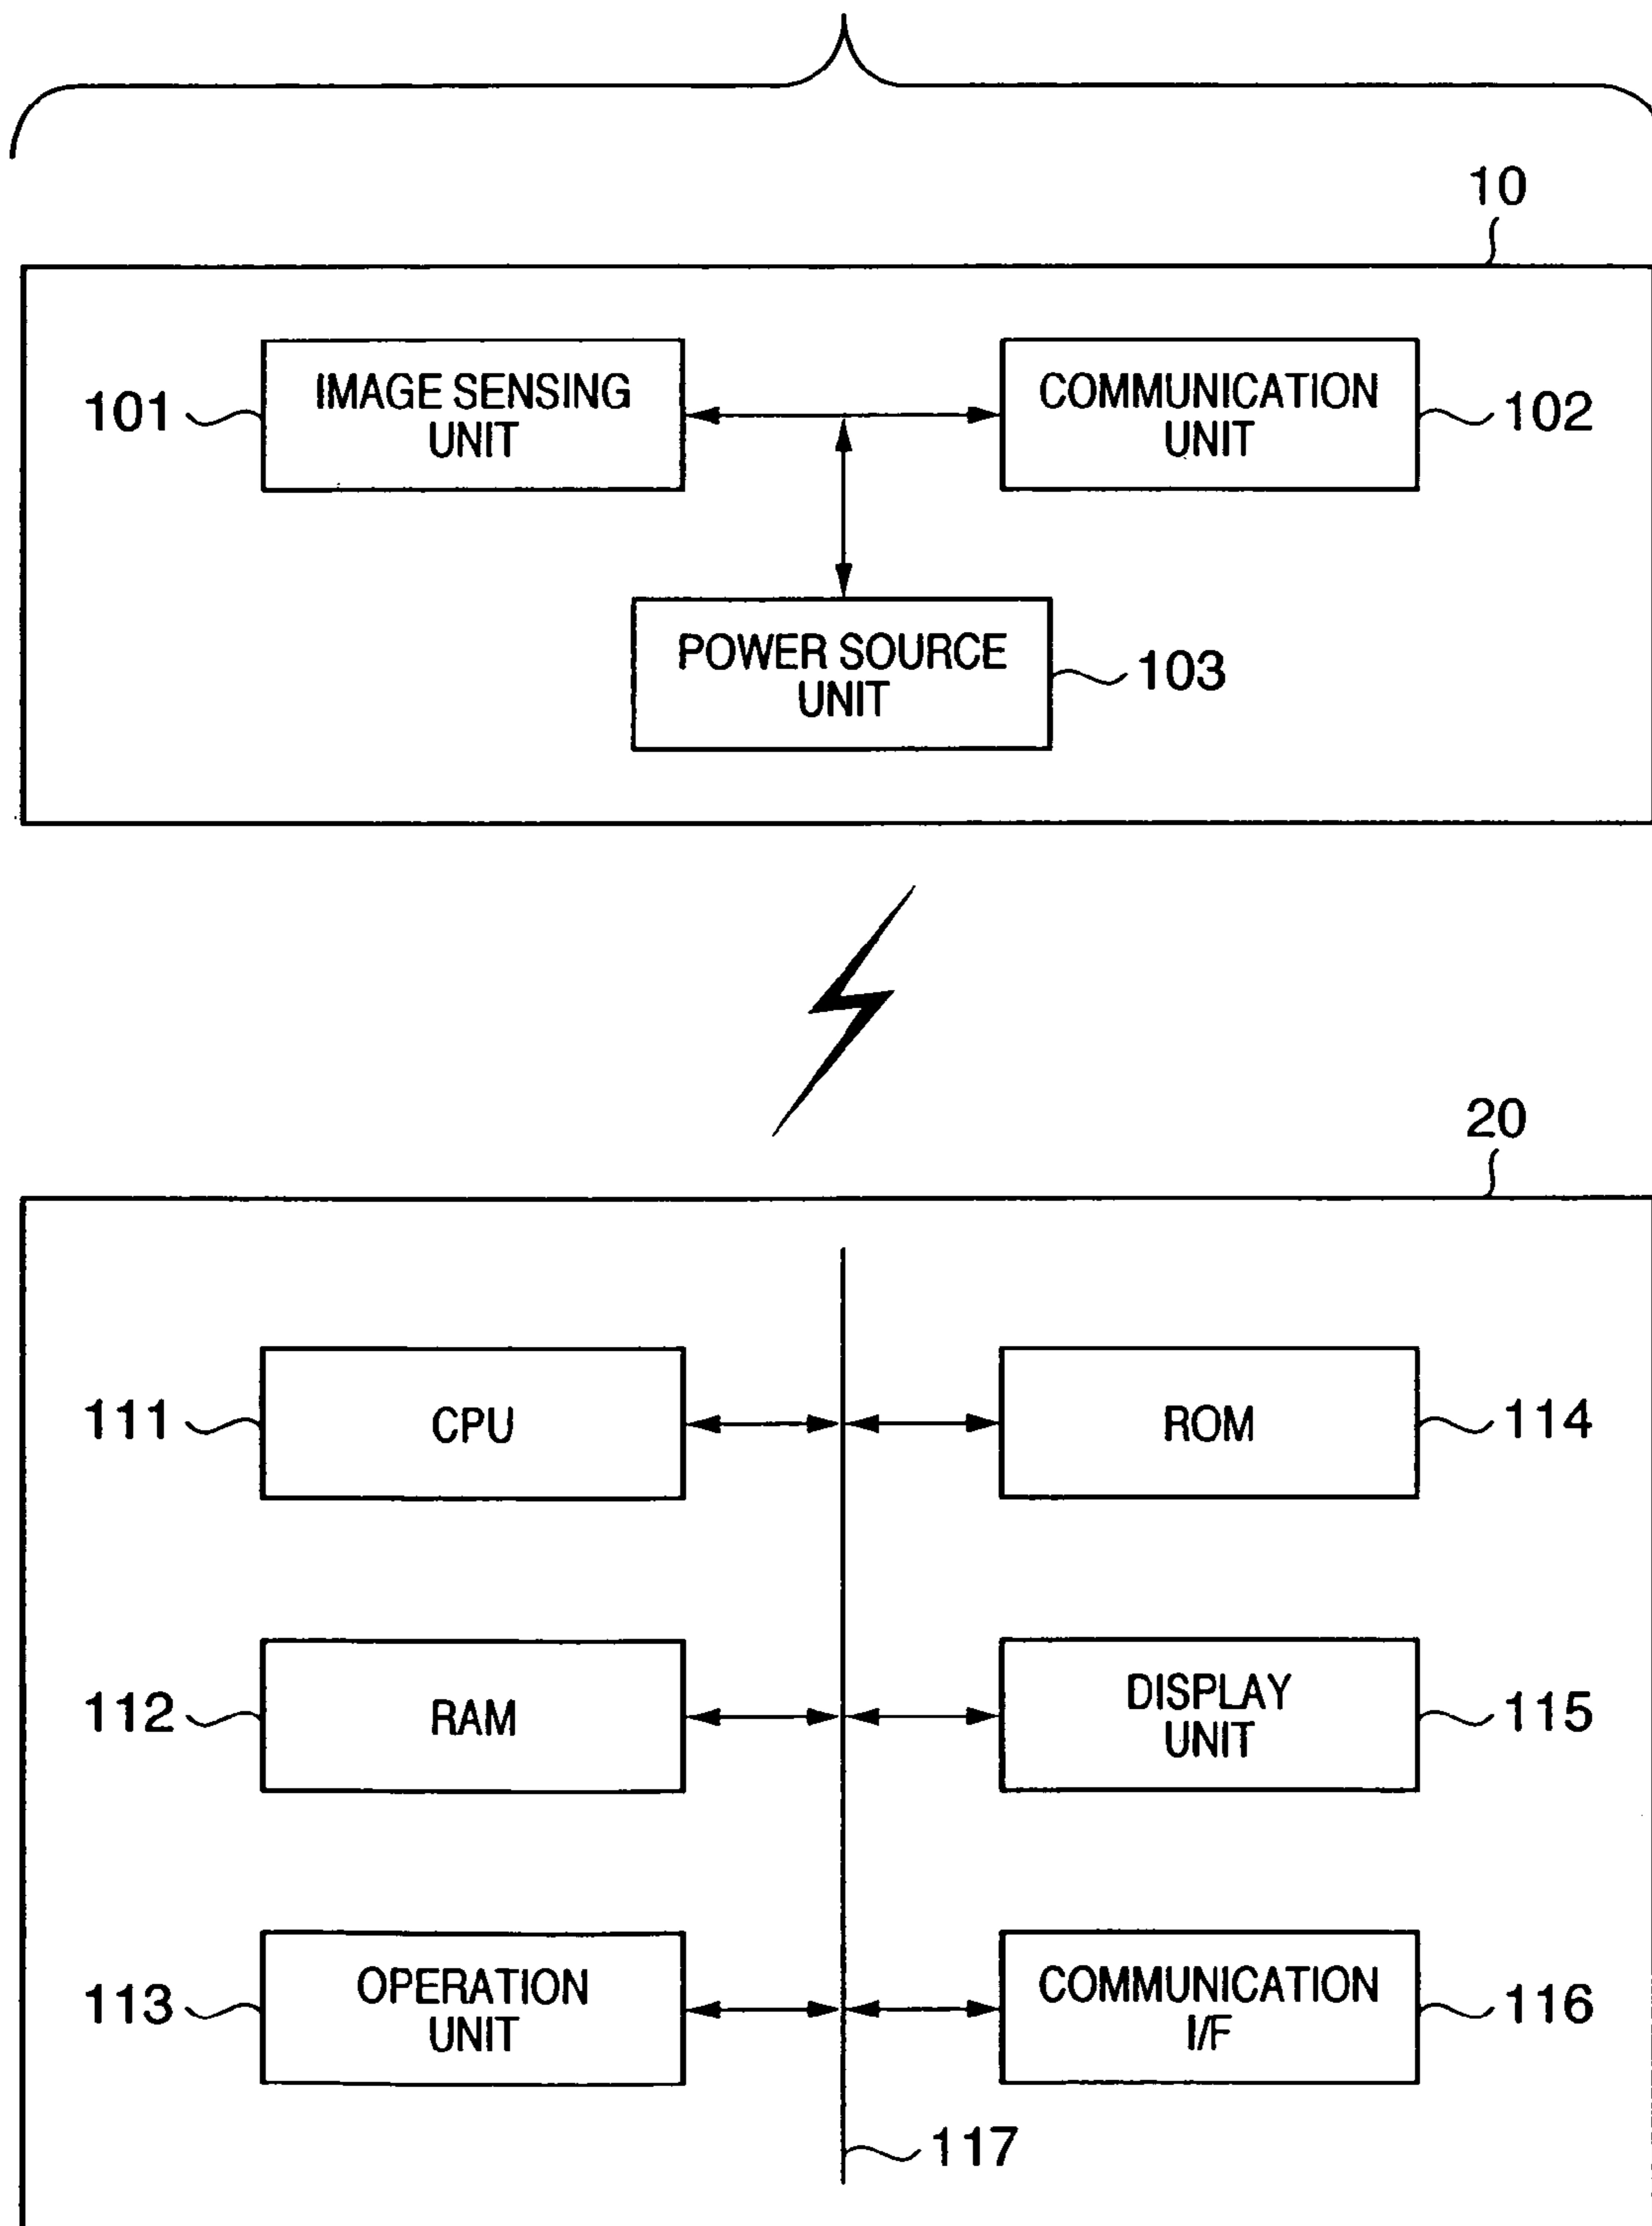 10
101
IMAGE SENSING
UNIT
COMMUNICATION
UNIT
102
POWER SOURCE
UNIT
103
20
111
CPU
ROM
114
112
RAM
DISPLAY
UNIT
115
113
OPERATION
UNIT
COMMUNICATION
I/F
116
117